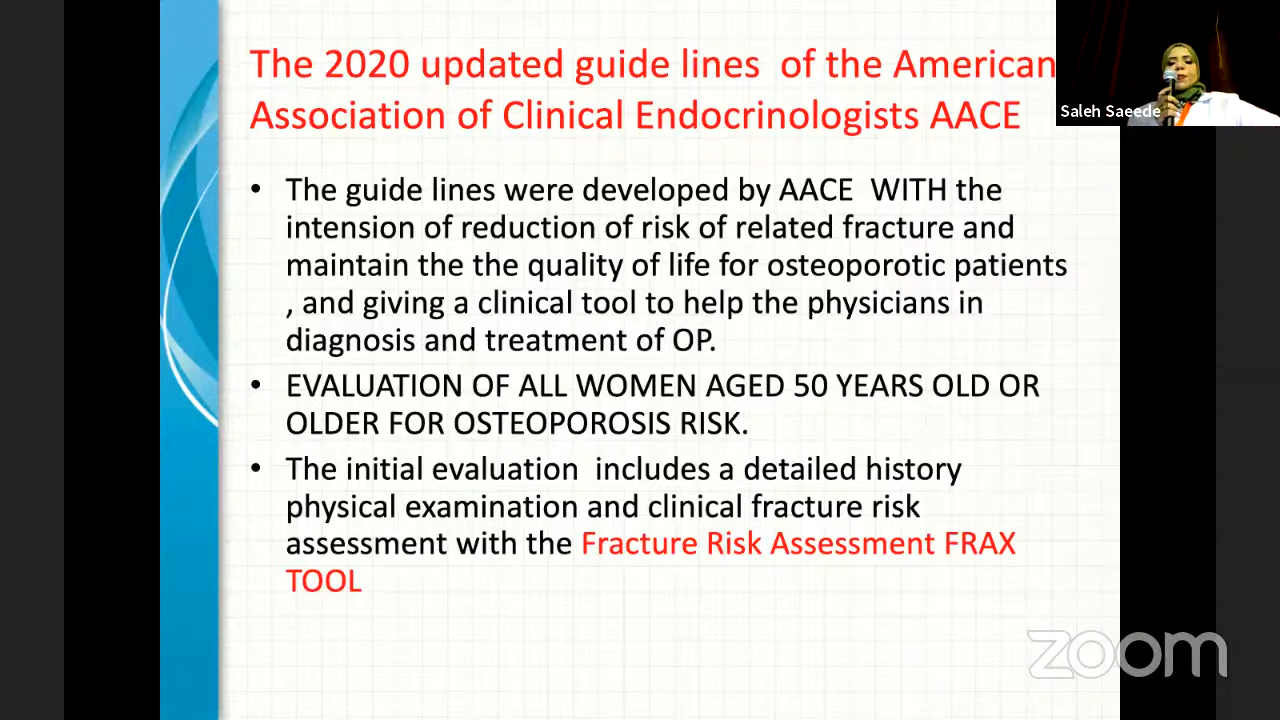 The 2020 updated guide lines of the American
Association of Clinical Endocrinologists AACE
Saleh Saeede
• The guide lines were developed by AACE WITH the
intension of reduction of risk of related fracture and
maintain the the quality of life for osteoporotic patients
, and giving a clinical tool to help the physicians in
diagnosis and treatment of OP.
• EVALUATION OF ALL WOMEN AGED 50 YEARS OLD OR
OLDER FOR OSTEOPOROSIS RISK.
• The initial evaluation includes a detailed history
physical examination and clinical fracture risk
assessment with the Fracture Risk Assessment FRAX
TOOL
zoom